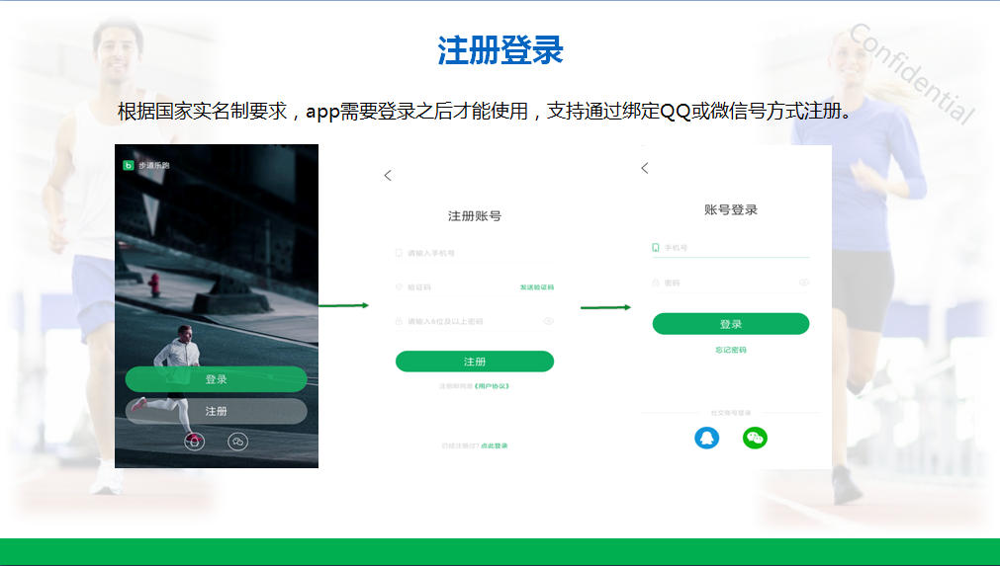 注册登录
Confidential
根据国家实名制要求，app需要登录之后才能使用，支持通过绑定QQ或微信号方式注册。
b 步道乐跑
登录
注册
注册账号
请输入手机号
验证码 发送验证码
请输入6位及以上密码
注册
注册即同意《用户协议》
已经注册过? 点此登录
账号登录
手机号
密码
登录
忘记密码
社交账号登录